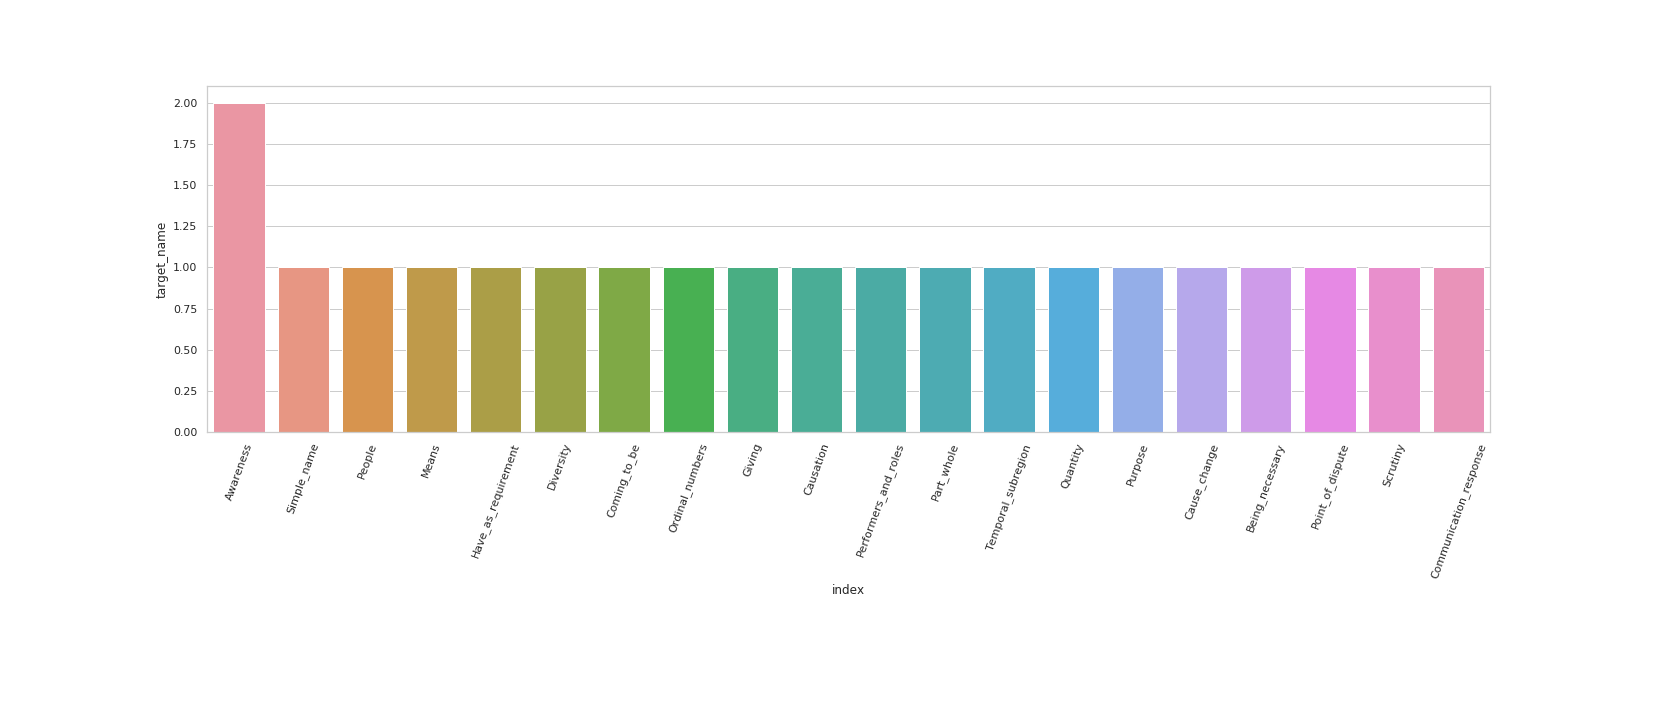 2.00
1.75
1.50
1.25
1.00
0.75
0.50
0.25
0.00
target_name
Awareness
Simple_name
People
Means
Have_as_requirement
Diversity
Coming_to_be
Ordinal_numbers
Giving
Causation
Performers_and_roles
Part_whole
Temporal_subregion
Quantity
Purpose
Cause_change
Being_necessary
Point_of_dispute
Scrutiny
Communication_response
index